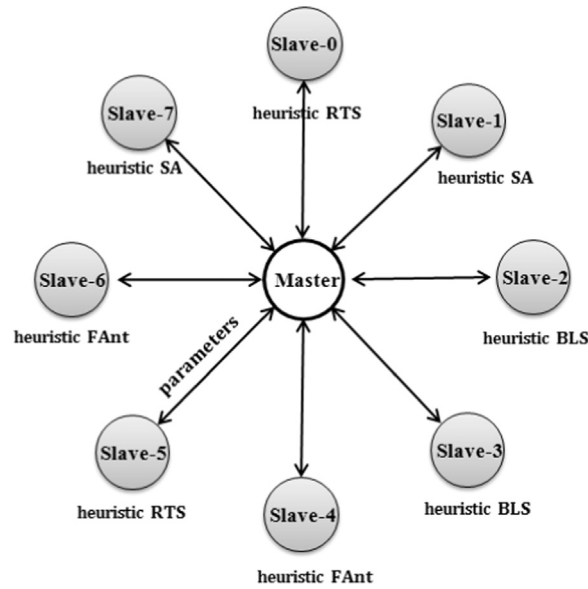 Slave-0
heuristic RTS
Slave-7
heuristic SA
Slave-1
heuristic SA
Slave-6
heuristic FAnt
Master
Slave-2
heuristic BLS
parameters
Slave-5
heuristic RTS
Slave-3
heuristic BLS
Slave-4
heuristic FAnt